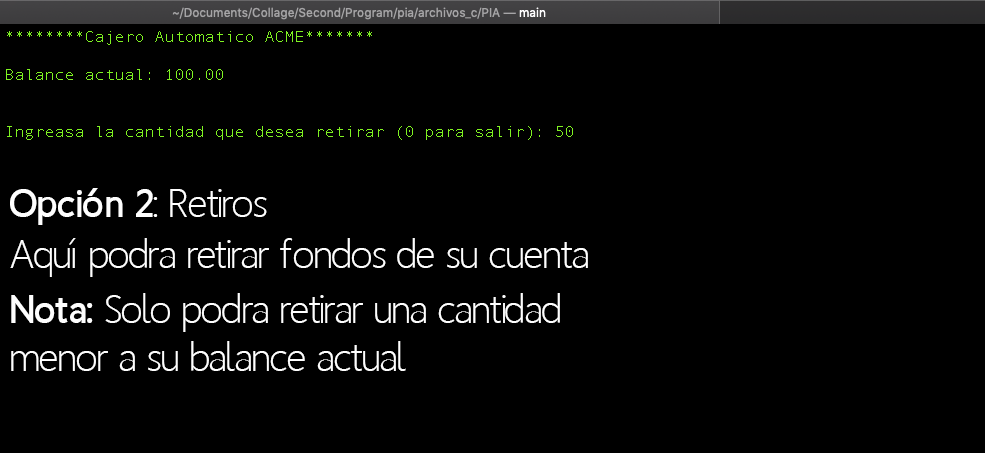 ~/Documents/Collage/Second/Program/pia/archivos_c/PIA — main
********Cajero Automatico ACME*******
Balance actual: 100.00
Ingreasa la cantidad que desea retirar (0 para salir): 50
Opción 2: Retiros
Aquí podra retirar fondos de su cuenta
Nota: Solo podra retirar una cantidad
menor a su balance actual